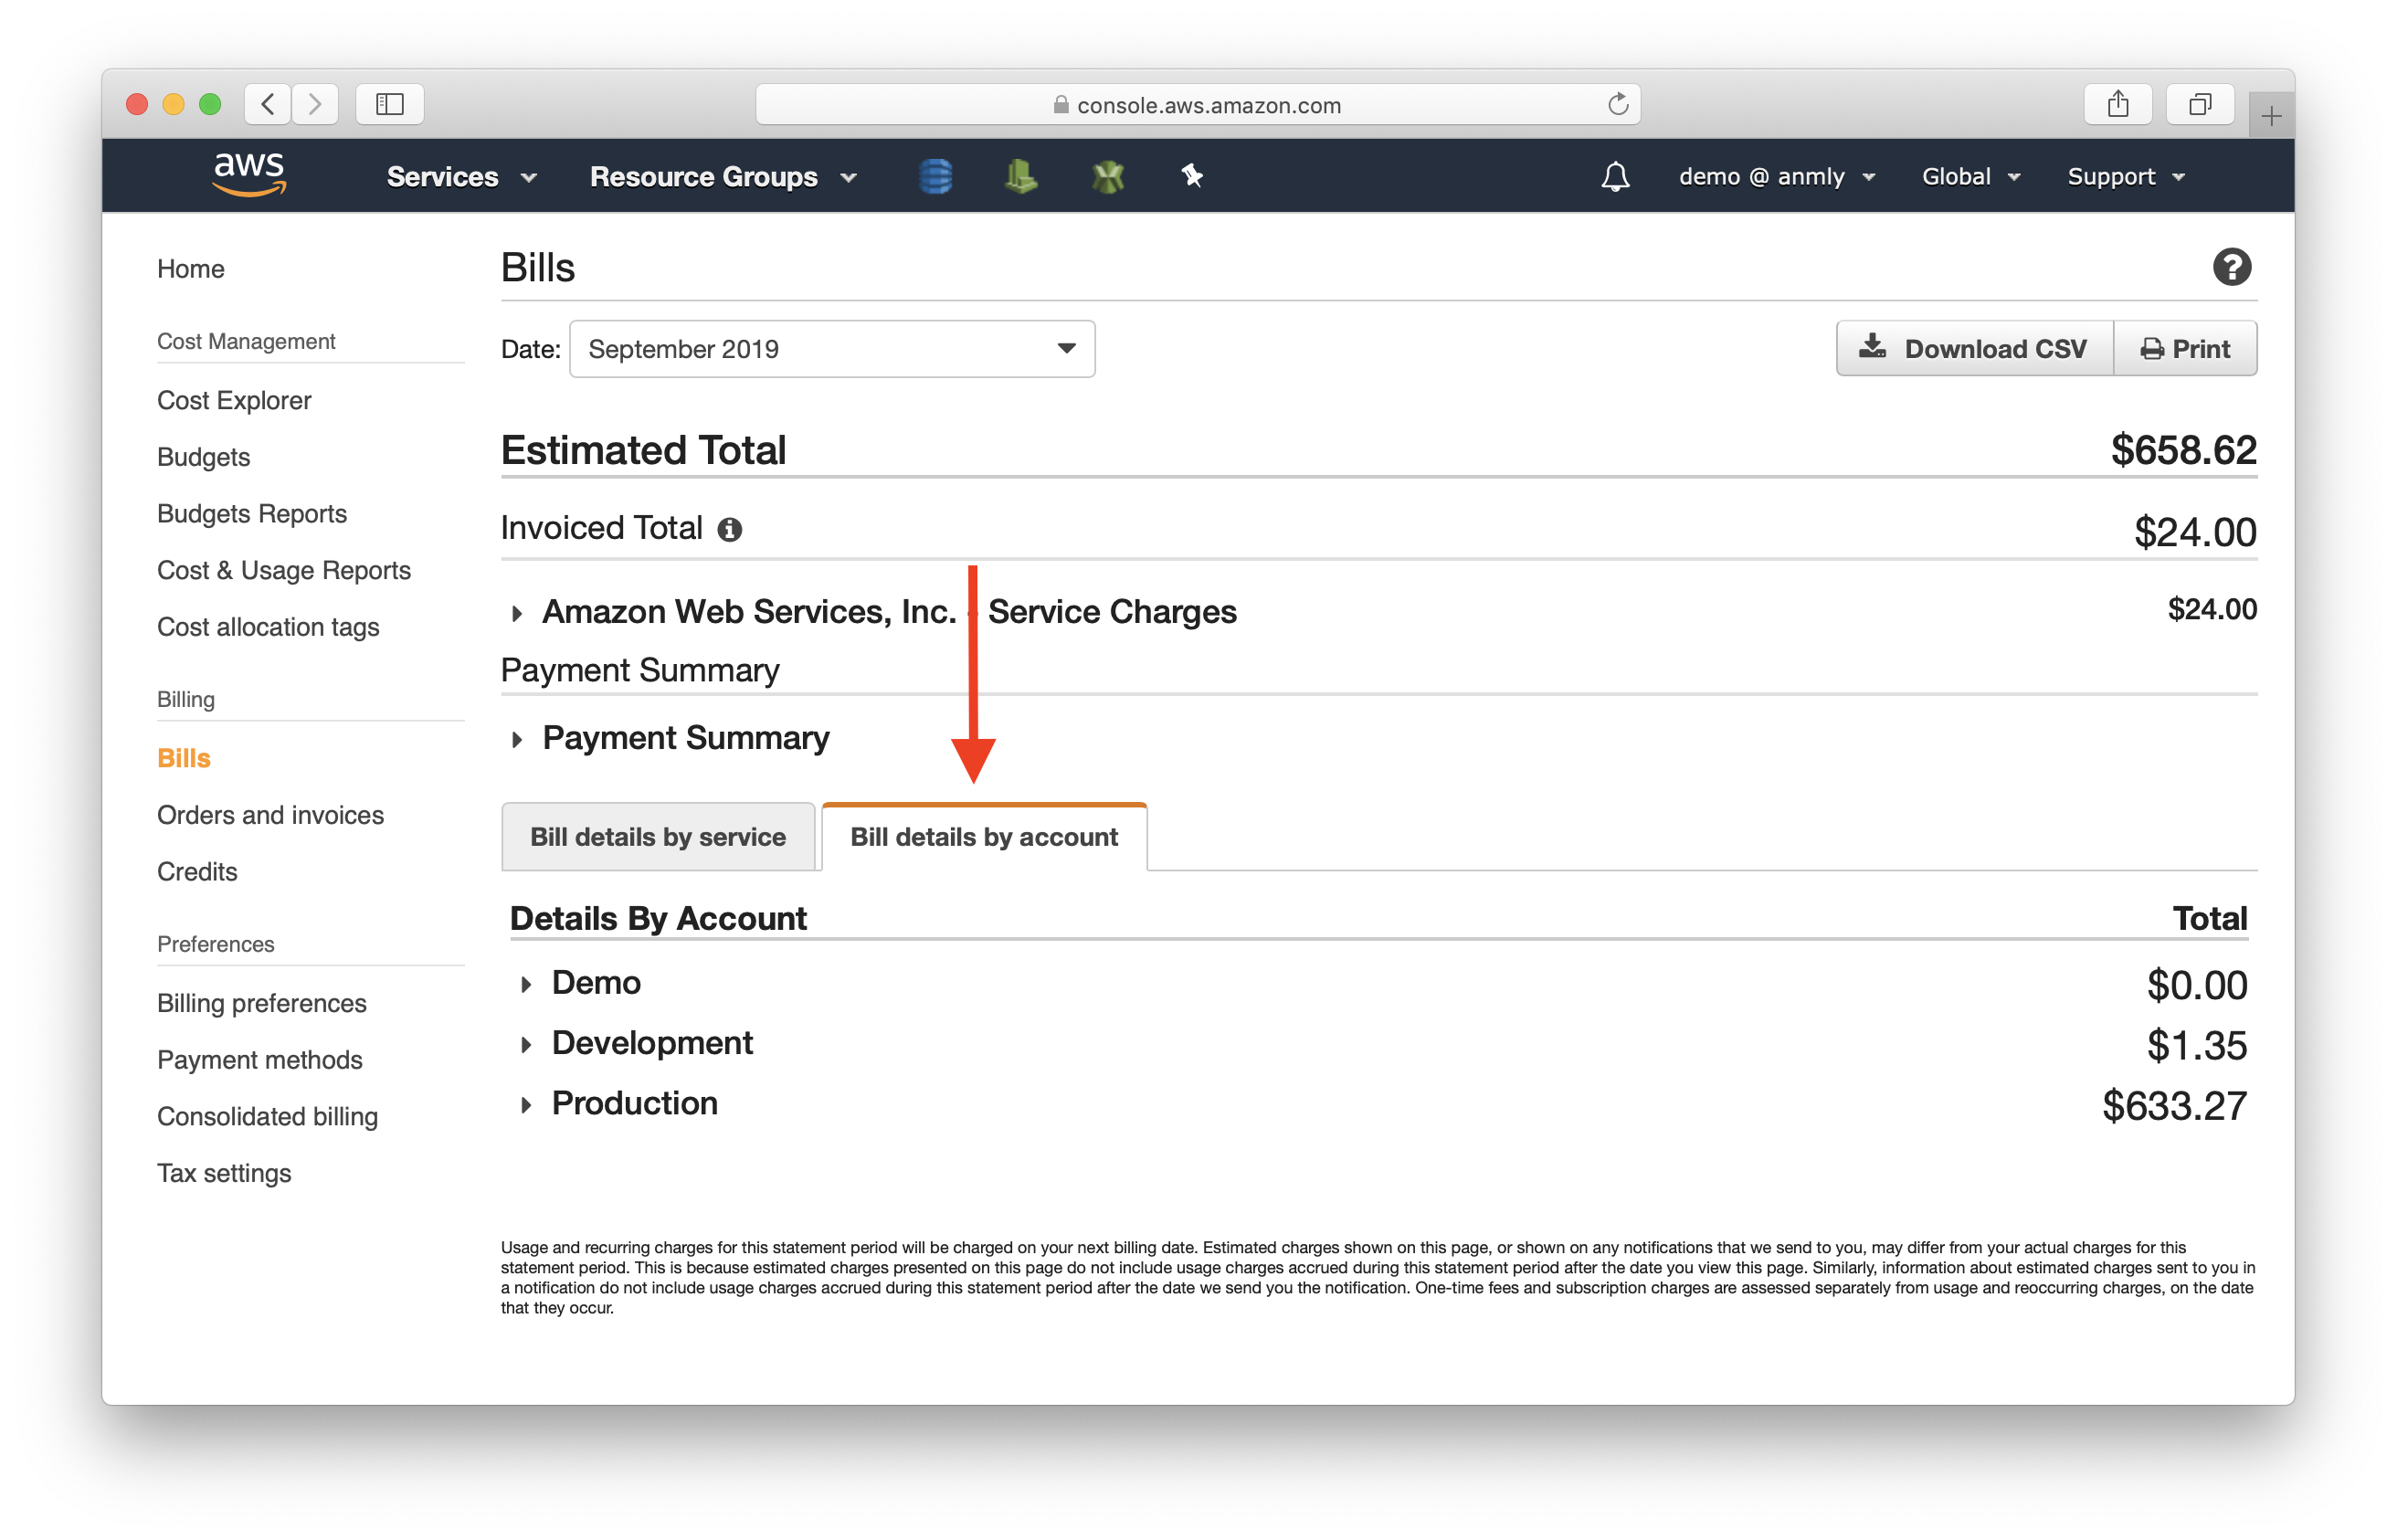 console.aws.amazon.com
aws
Services
Resource Groups
demo @ anmly
Global
Support
Home
Cost Management
Cost Explorer
Budgets
Budgets Reports
Cost & Usage Reports
Cost allocation tags
Billing
Bills
Orders and invoices
Credits
Preferences
Billing preferences
Payment methods
Consolidated billing
Tax settings
Bills
Date: September 2019
Download CSV
Print
Estimated Total $658.62
Invoiced Total $24.00
Amazon Web Services, Inc. - Service Charges $24.00
Payment Summary
Payment Summary
Bill details by service
Bill details by account
Details By Account Total
Demo $0.00
Development $1.35
Production $633.27
Usage and recurring charges for this statement period will be charged on your next billing date. Estimated charges shown on this page, or shown on any notifications that we send to you, may differ from your actual charges for this
statement period. This is because estimated charges presented on this page do not include usage charges accrued during this statement period after the date you view this page. Similarly, information about estimated charges sent to you in
a notification do not include usage charges accrued during this statement period after the date we send you the notification. One-time fees and subscription charges are assessed separately from usage and reoccurring charges, on the date
that they occur.